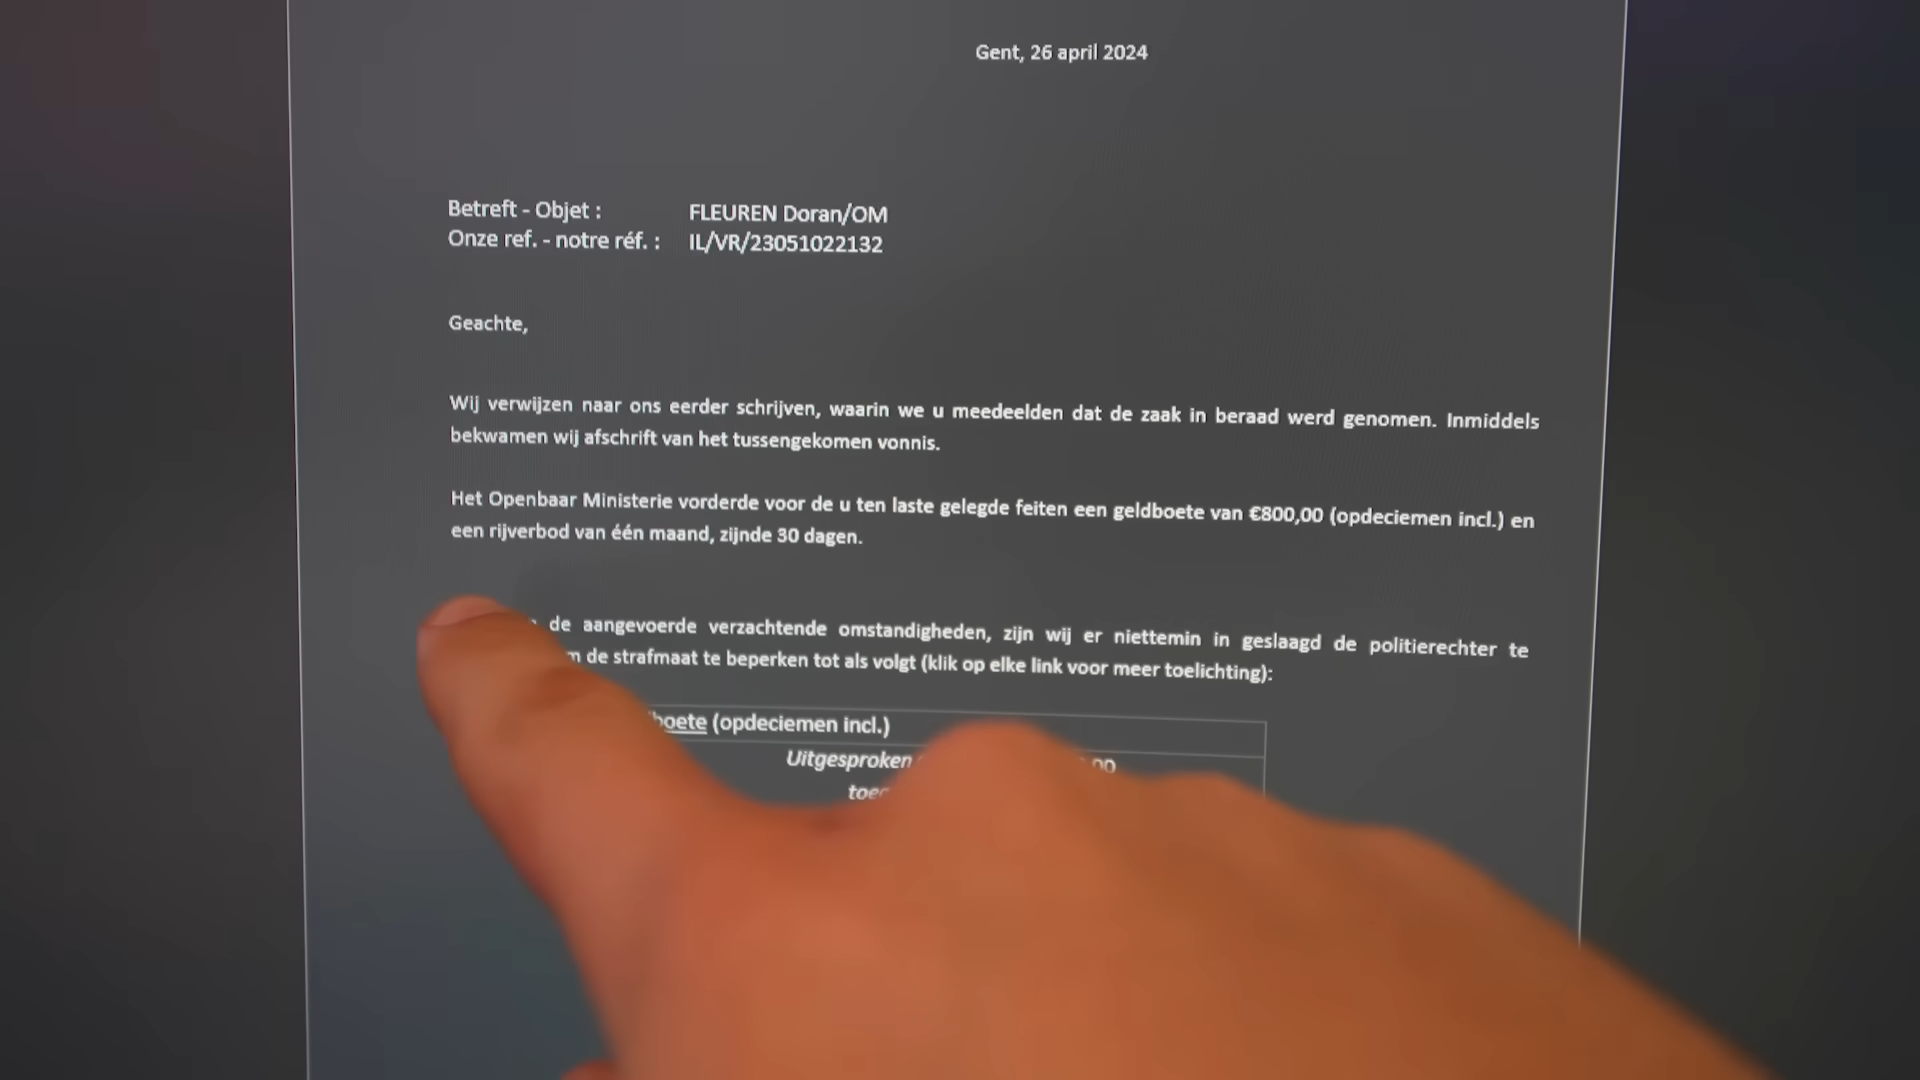 Gent, 26 april 2024
Betreft - Objet : FLEUREN Doran/OM
Onze ref. - notre réf. : IL/VR/23051022132
Geachte,
Wij verwijzen naar ons eerder schrijven, waarin we u meedeelden dat de zaak in beraad werd genomen. Inmiddels
bekwamen wij afschrift van het tussengekomen vonnis.
Het Openbaar Ministerie vorderde voor de u ten laste gelegde feiten een geldboete van €800,00 (opdeciemen incl.) en
een rijverbod van één maand, zijnde 30 dagen.
de aangevoerde verzachtende omstandigheden, zijn wij er niettemin in geslaagd de politierechter te
de strafmaat te beperken tot als volgt (klik op elke link voor meer toelichting):
boete (opdeciemen incl.)
Uitgesproken